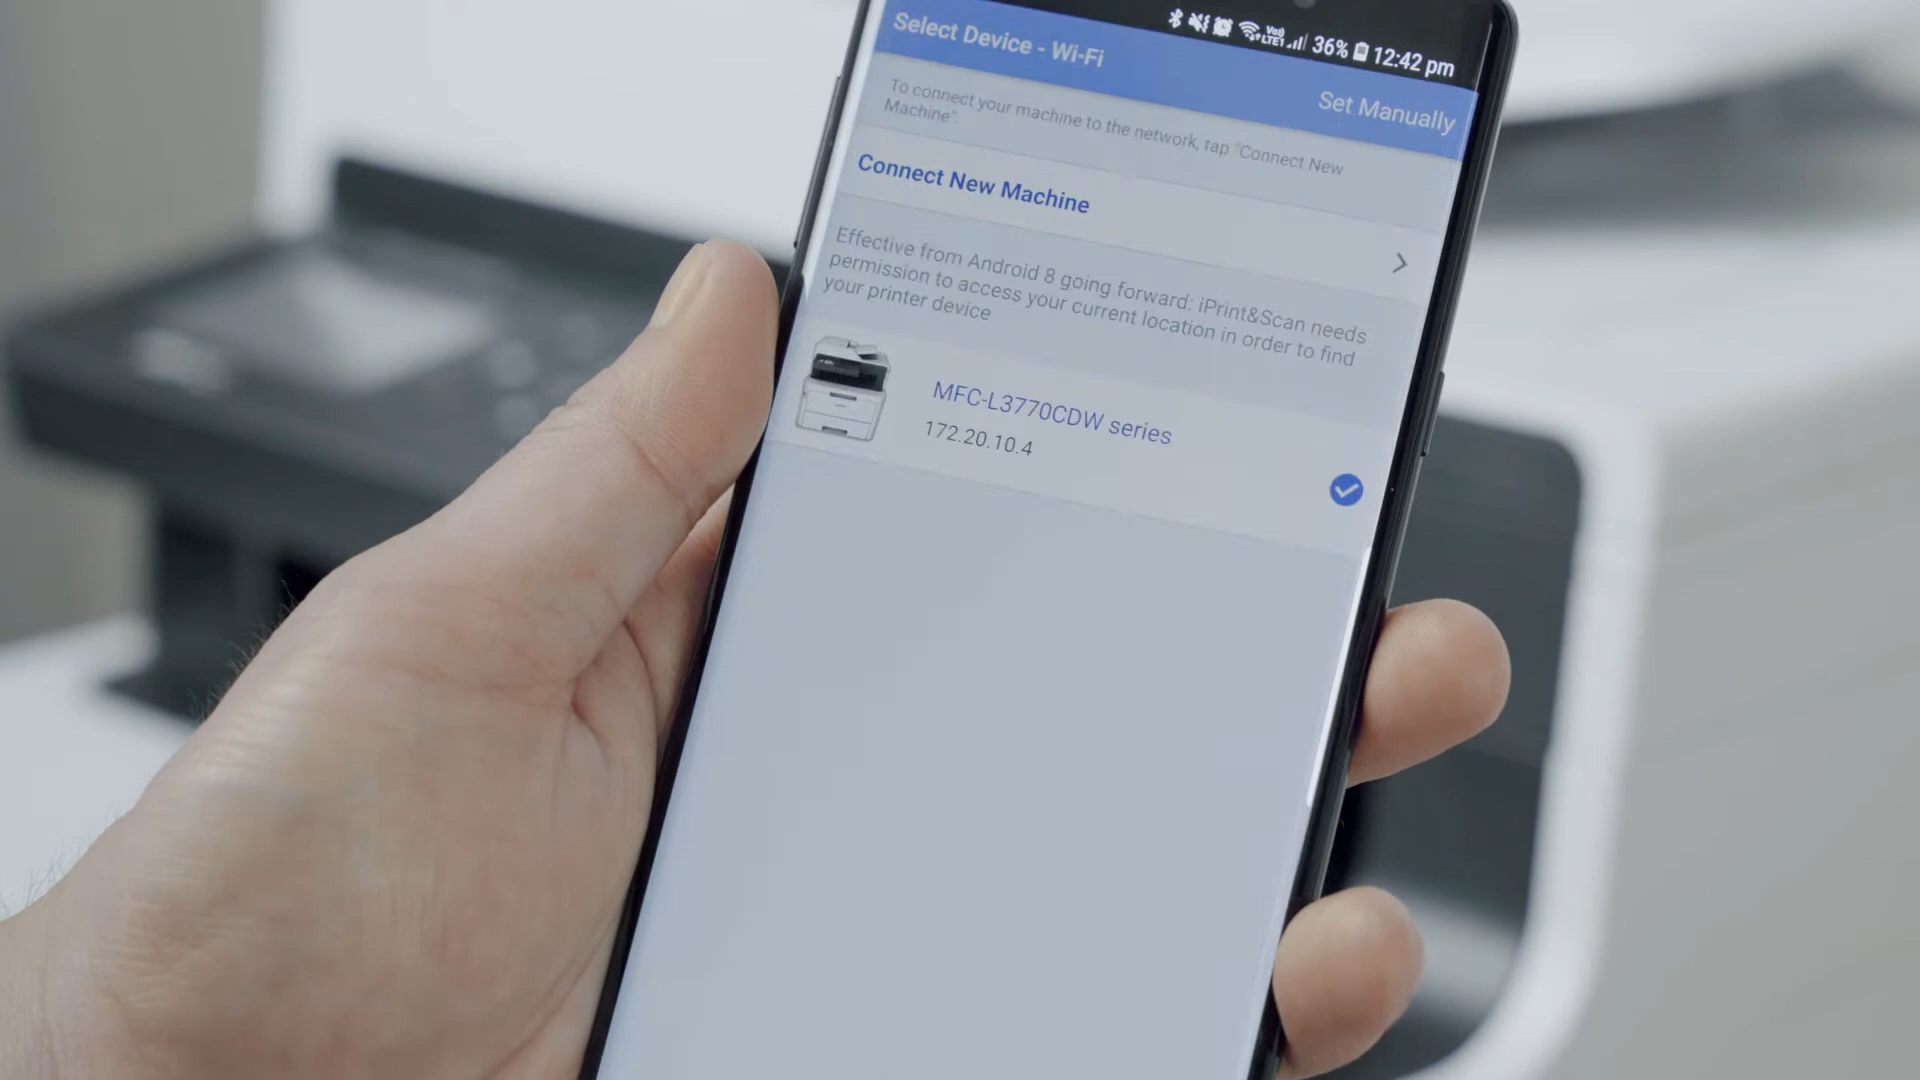 Vo))
LTE1 36% 12:42 pm
Select Device - Wi-Fi
Set Manually
To connect your machine to the network, tap "Connect New
Machine".
Connect New Machine
Effective from Android 8 going forward: iPrint&Scan needs
permission to access your current location in order to find
your printer device
MFC-L3770CDW series
172.20.10.4